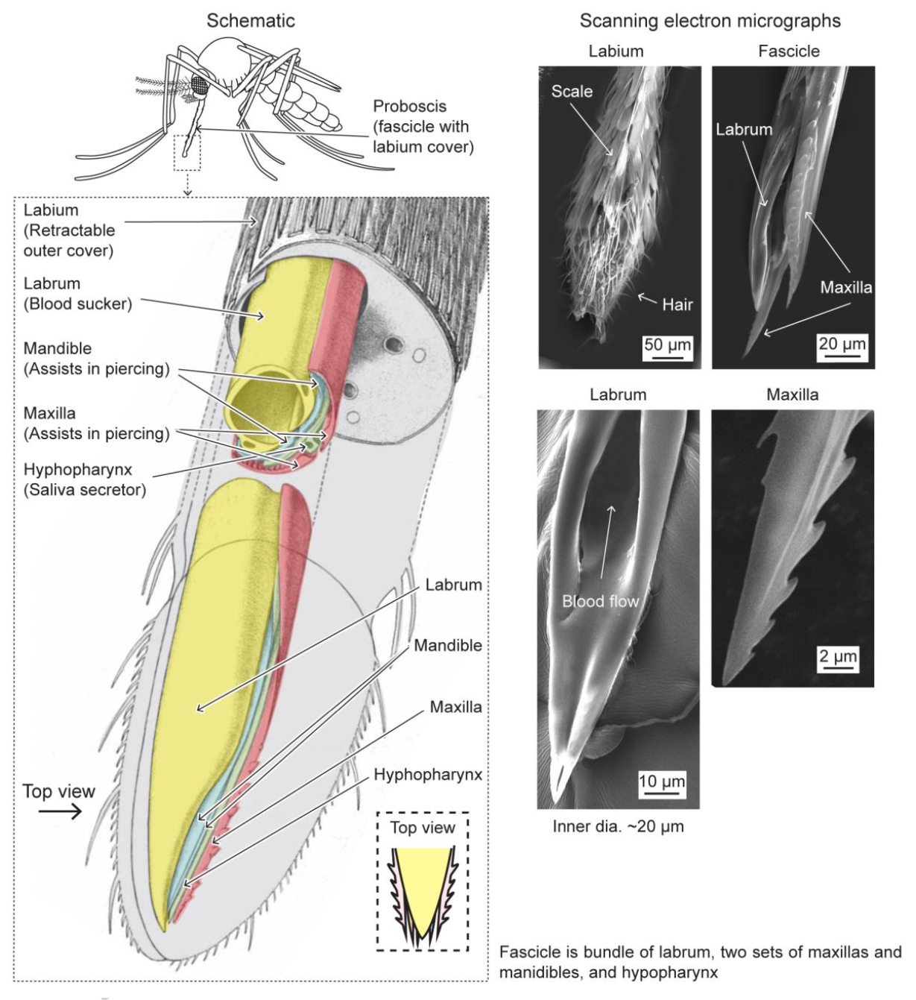 Schematic
Proboscis
(fascicle with
labium cover)
Labium
(Retractable
outer cover)
Labrum
(Blood sucker)
Mandible
(Assists in piercing)
Maxilla
(Assists in piercing)
Hyphopharynx
(Saliva secretor)
Labrum
Mandible
Maxilla
Hyphopharynx
Top view
Top view
Scanning electron micrographs
Labium
Scale
Hair
50 µm
Fascicle
Labrum
Maxilla
20 µm
Labrum
Blood flow
10 µm
Inner dia. ~20 µm
Maxilla
2 µm
Fascicle is bundle of labrum, two sets of maxillas and
manidibles, and hypopharynx